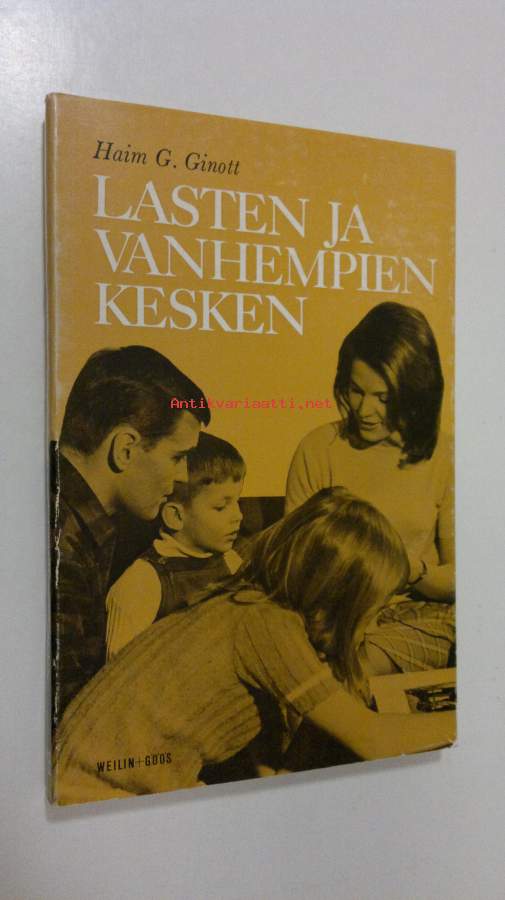 Haim G. Ginott
LASTEN JA
VANHEMPIEN
KESKEN
Antikvariaatti.net
WEILIN+GÖÖS